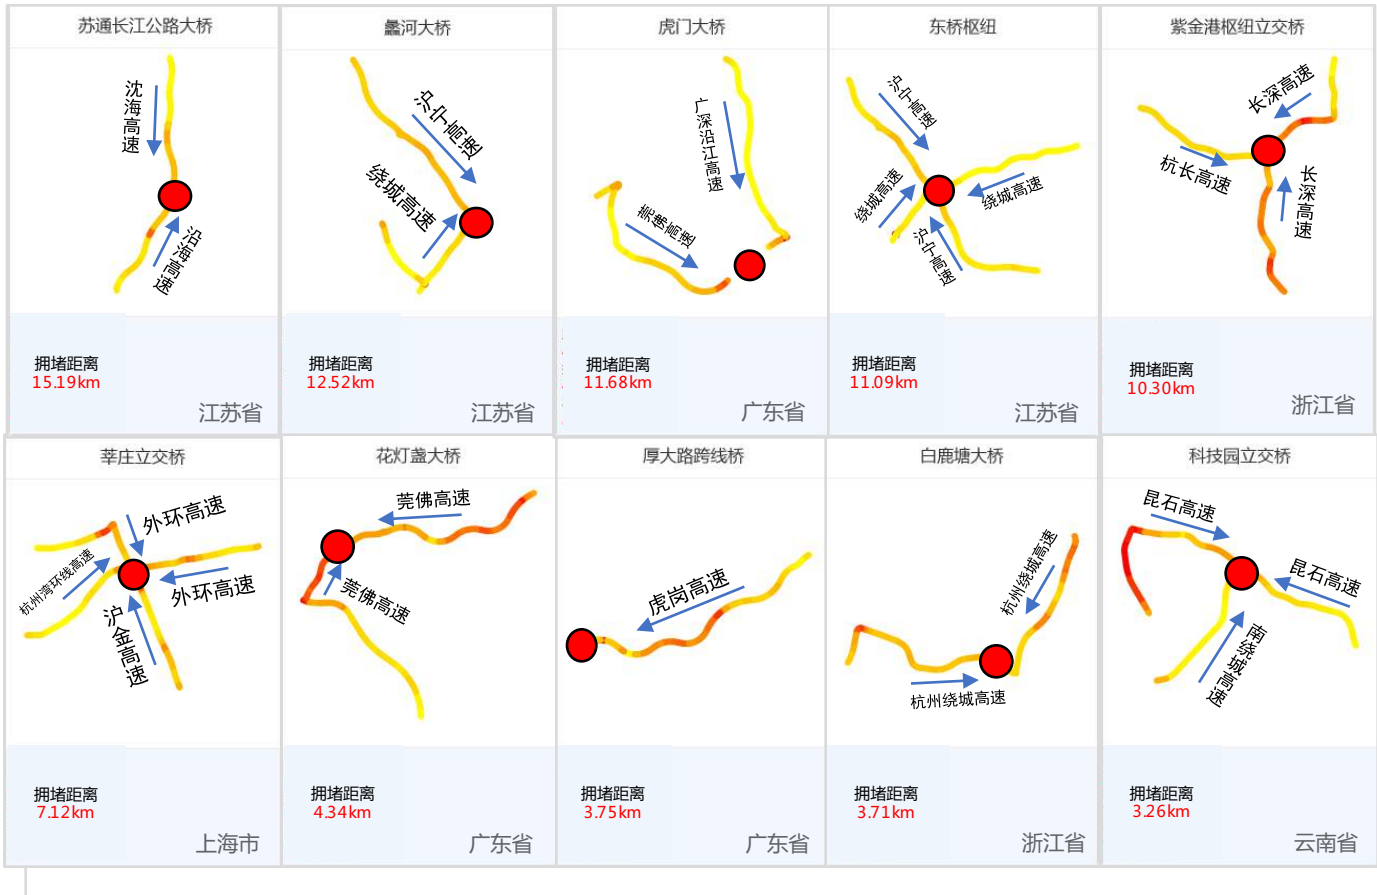 苏通长江公路大桥
沈海高速
沿海高速
拥堵距离
15.19km
江苏省
蠡河大桥
沪宁高速
绕城高速
拥堵距离
12.52km
江苏省
虎门大桥
广深沿江高速
莞佛高速
拥堵距离
11.68km
广东省
东桥枢纽
沪宁高速
绕城高速
绕城高速
沪宁高速
拥堵距离
11.09km
江苏省
紫金港枢纽立交桥
长深高速
杭长高速
长深高速
拥堵距离
10.30km
浙江省
莘庄立交桥
外环高速
杭州湾环线高速
外环高速
沪金高速
拥堵距离
7.12km
上海市
花灯盏大桥
莞佛高速
莞佛高速
拥堵距离
4.34km
广东省
厚大路跨线桥
虎岗高速
拥堵距离
3.75km
广东省
白鹿塘大桥
杭州绕城高速
杭州绕城高速
拥堵距离
3.71km
浙江省
科技园立交桥
昆石高速
昆石高速
南绕城高速
拥堵距离
3.26km
云南省